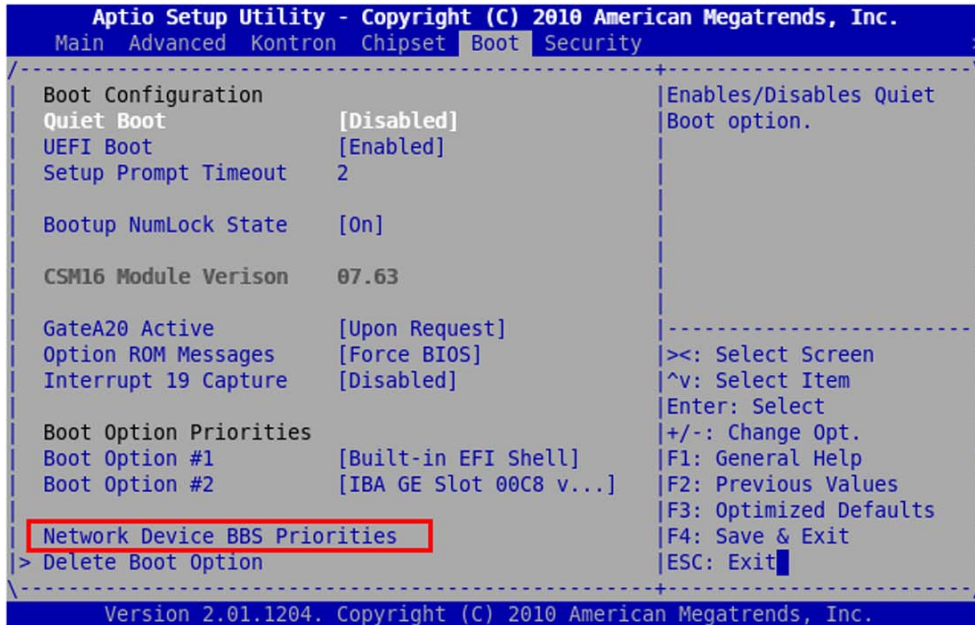 Aptio Setup Utility - Copyright (C) 2010 American Megatrends, Inc.
Main Advanced Kontron Chipset Boot Security
Boot Configuration
Quiet Boot [Disabled]
UEFI Boot [Enabled]
Setup Prompt Timeout 2
Bootup NumLock State [On]
CSM16 Module Verison 07.63
GateA20 Active [Upon Request]
Option ROM Messages [Force BIOS]
Interrupt 19 Capture [Disabled]
Boot Option Priorities
Boot Option #1 [Built-in EFI Shell]
Boot Option #2 [IBA GE Slot 00C8 v...]
Network Device BBS Priorities
> Delete Boot Option
Enables/Disables Quiet
Boot option.
><: Select Screen
^v: Select Item
Enter: Select
+/-: Change Opt.
F1: General Help
F2: Previous Values
F3: Optimized Defaults
F4: Save & Exit
ESC: Exit
Version 2.01.1204. Copyright (C) 2010 American Megatrends, Inc.